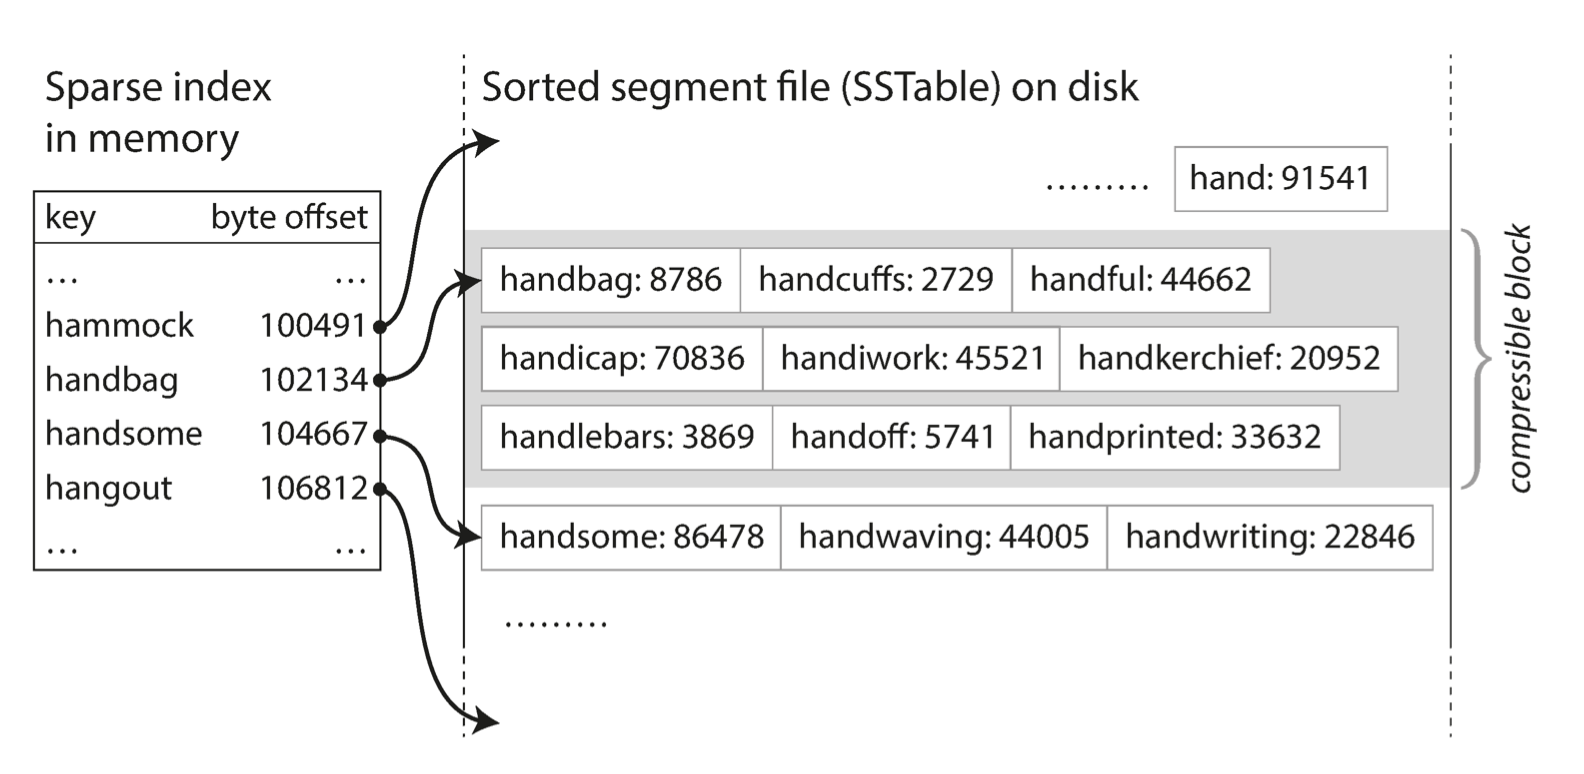 Sparse index
in memory
key byte offset
... ...
hammock 100491
handbag 102134
handsome 104667
hangout 106812
... ...
Sorted segment file (SSTable) on disk
......... hand: 91541
handbag: 8786 handcuffs: 2729 handful: 44662
handicap: 70836 handiwork: 45521 handkerchief: 20952
handlebars: 3869 handoff: 5741 handprinted: 33632
handsome: 86478 handwaving: 44005 handwriting: 22846
.........
compressible block